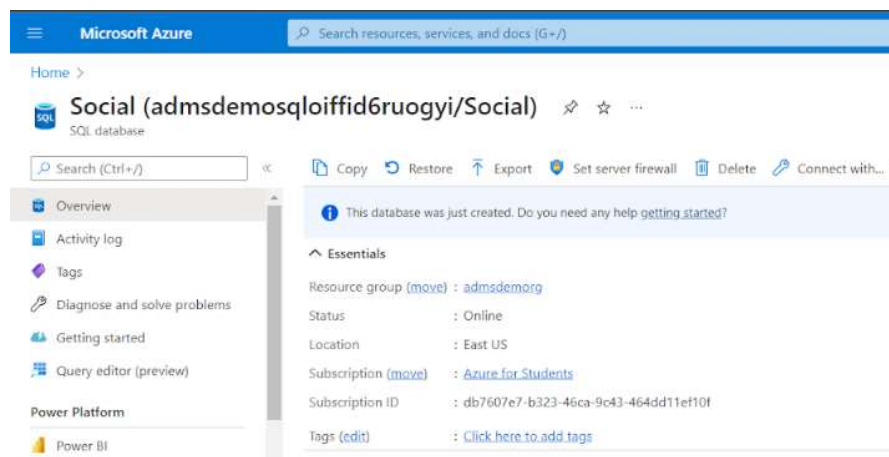 Microsoft Azure
Search resources, services, and docs (G+/)
Home >
SQL
Social (admsdemosqloiffid6ruogyi/Social)
SQL database
Search (Ctrl+/)
Copy Restore Export Set server firewall Delete Connect with...
Overview
Activity log
Tags
Diagnose and solve problems
Getting started
Query editor (preview)
Power Platform
Power BI
This database was just created. Do you need any help getting started?
Essentials
Resource group (move) : admsdemorg
Status : Online
Location : East US
Subscription (move) : Azure for Students
Subscription ID : db7607e7-b323-46ca-9c43-464dd11ef10f
Tags (edit) : Click here to add tags